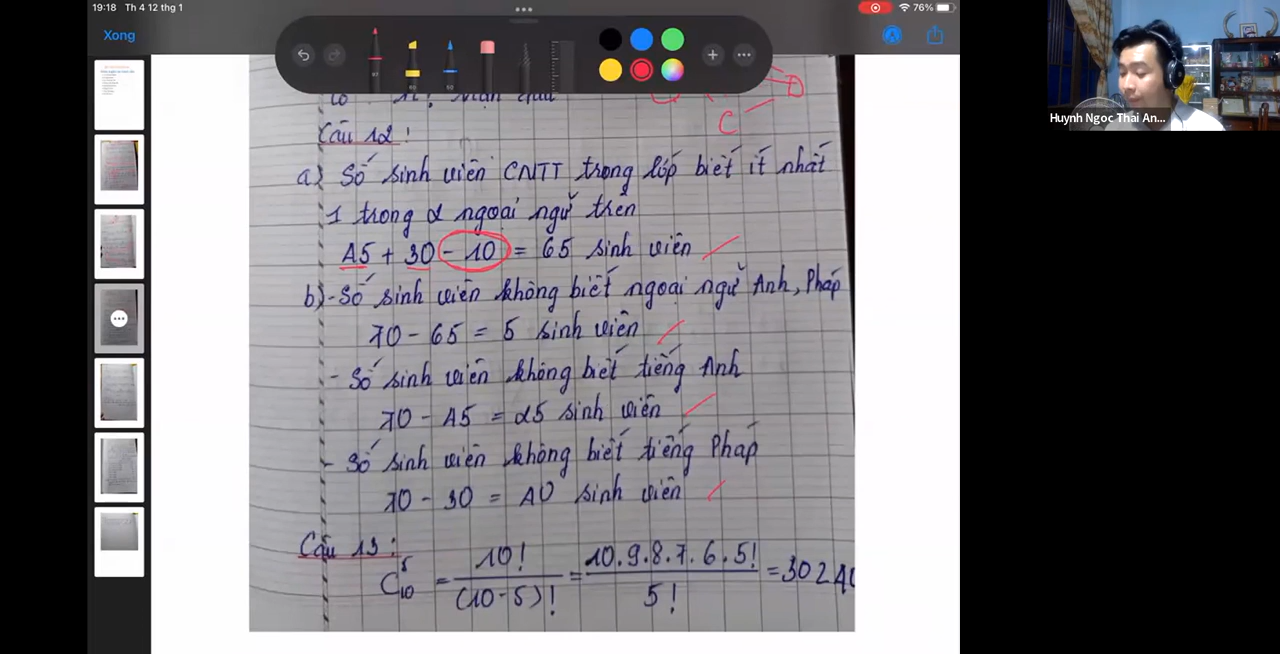 19:18 Th 4 12 thg 1
76%
Xong
Câu 12:
C
D
a) Số sinh viên CNTT trong lớp biết ít nhất
1 trong 2 ngoại ngữ trên
45 + 30 - 10 = 65 sinh viên
b) - Số sinh viên không biết ngoại ngữ Anh, Pháp
70 - 65 = 5 sinh viên
- Số sinh viên không biết tiếng Anh
70 - 45 = 25 sinh viên
- Số sinh viên không biết tiếng Pháp
70 - 30 = 40 sinh viên
Câu 13:
C₁₀⁵ = 10! / (10-5)! = 10.9.8.7.6.5! / 5! = 30240
Huynh Ngoc Thai An...